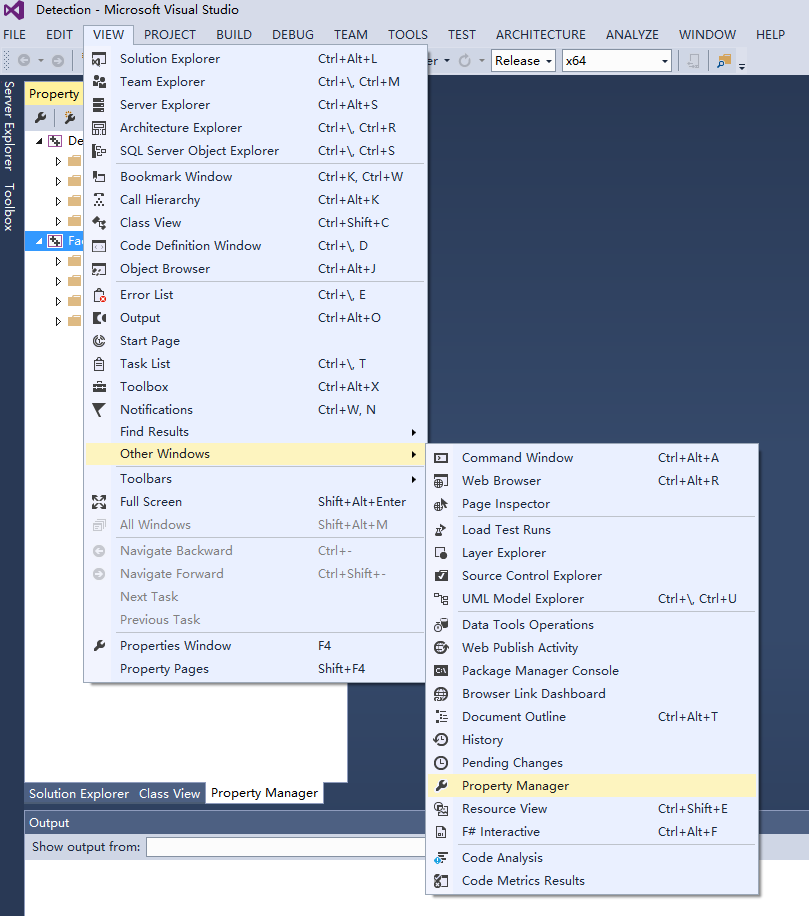 Detection - Microsoft Visual Studio
FILE EDIT VIEW PROJECT BUILD DEBUG TEAM TOOLS TEST ARCHITECTURE ANALYZE WINDOW HELP
Release x64
Server Explorer
Toolbox
Property
Solution Explorer Ctrl+Alt+L
Team Explorer Ctrl+\, Ctrl+M
Server Explorer Ctrl+Alt+S
Architecture Explorer Ctrl+\, Ctrl+R
SQL Server Object Explorer Ctrl+\, Ctrl+S
Bookmark Window Ctrl+K, Ctrl+W
Call Hierarchy Ctrl+Alt+K
Class View Ctrl+Shift+C
Code Definition Window Ctrl+\, D
Object Browser Ctrl+Alt+J
Error List Ctrl+\, E
Output Ctrl+Alt+O
Start Page
Task List Ctrl+\, T
Toolbox Ctrl+Alt+X
Notifications Ctrl+W, N
Find Results
Other Windows
Toolbars
Full Screen Shift+Alt+Enter
All Windows Shift+Alt+M
Navigate Backward Ctrl+-
Navigate Forward Ctrl+Shift+-
Next Task
Previous Task
Properties Window F4
Property Pages Shift+F4
Command Window Ctrl+Alt+A
Web Browser Ctrl+Alt+R
Page Inspector
Load Test Runs
Layer Explorer
Source Control Explorer
UML Model Explorer Ctrl+\, Ctrl+U
Data Tools Operations
Web Publish Activity
Package Manager Console
Browser Link Dashboard
Document Outline Ctrl+Alt+T
History
Pending Changes
Property Manager
Resource View Ctrl+Shift+E
F# Interactive Ctrl+Alt+F
Code Analysis
Code Metrics Results
Solution Explorer Class View Property Manager
Output
Show output from: